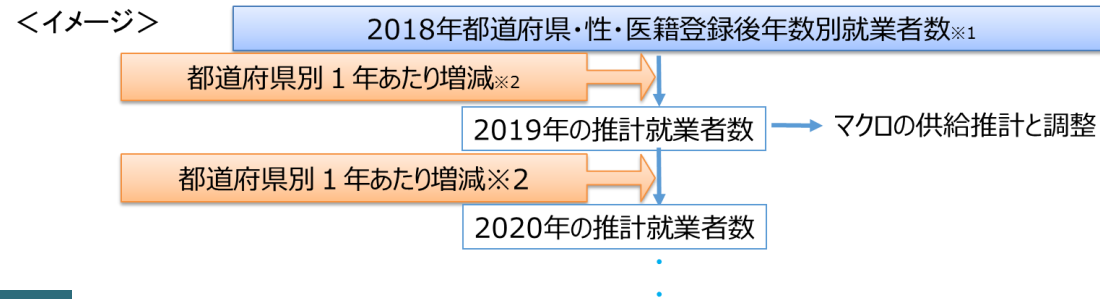 ＜イメージ＞
2018年都道府県・性・医籍登録後年数別就業者数※1
都道府県別１年あたり増減※2
2019年の推計就業者数
マクロの供給推計と調整
都道府県別１年あたり増減※2
2020年の推計就業者数